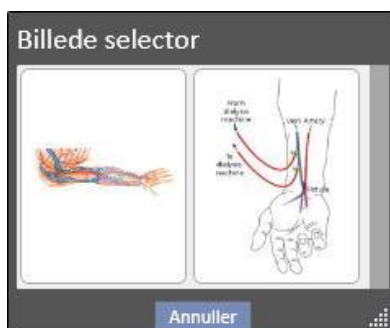 Billede selector
From
dialysis
machine
Vein Artery
To
dialysis
machine
Fistula
Annuller